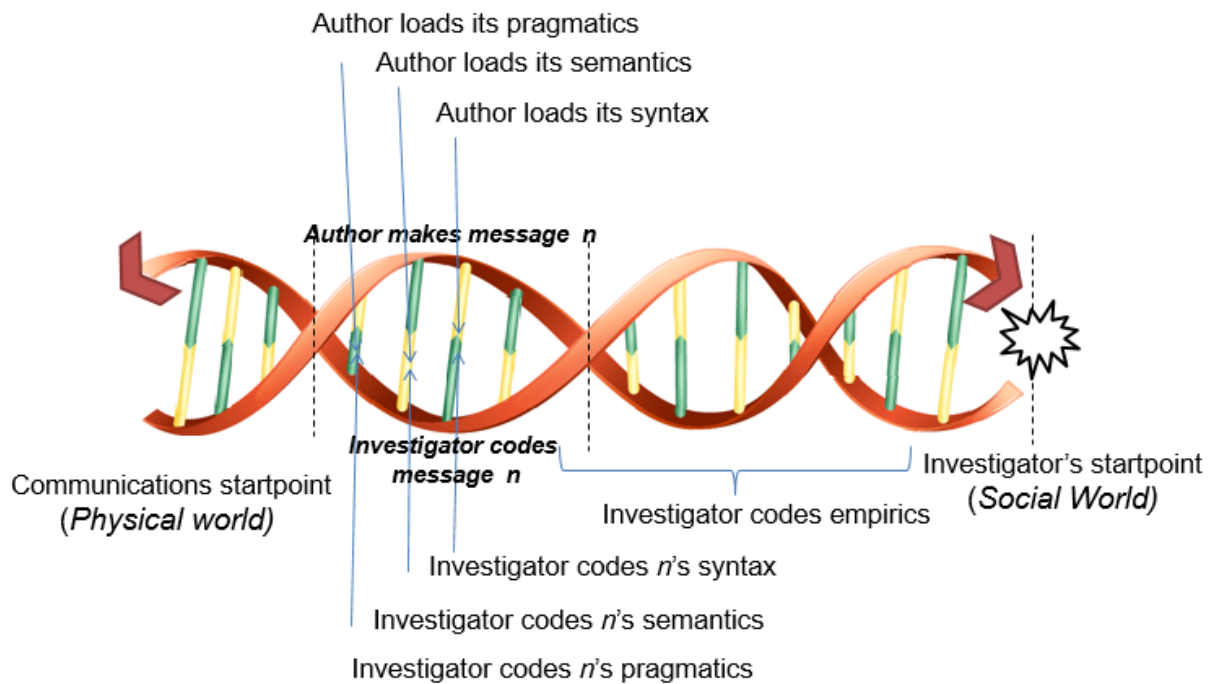 Author loads its pragmatics
Author loads its semantics
Author loads its syntax
Author makes message n
Investigator codes
message n
Communications startpoint
(Physical world)
Investigator's startpoint
(Social World)
Investigator codes empirics
Investigator codes n's syntax
Investigator codes n's semantics
Investigator codes n's pragmatics